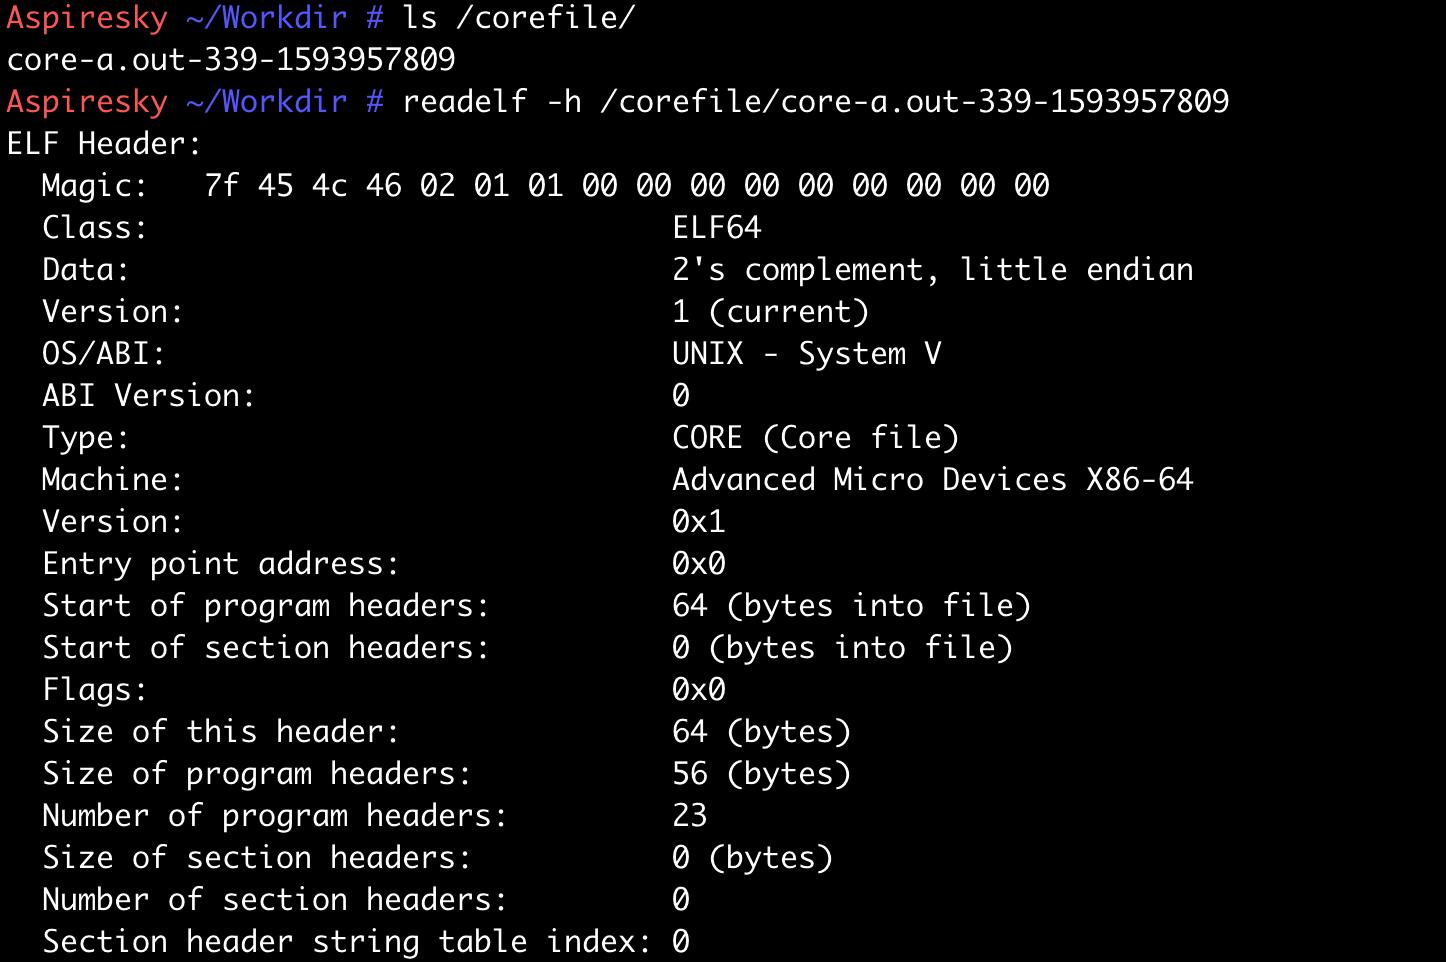 Aspiresky ~/Workdir # ls /corefile/
core-a.out-339-1593957809
Aspiresky ~/Workdir # readelf -h /corefile/core-a.out-339-1593957809
ELF Header:
  Magic:   7f 45 4c 46 02 01 01 00 00 00 00 00 00 00 00 00
  Class:                             ELF64
  Data:                              2's complement, little endian
  Version:                           1 (current)
  OS/ABI:                            UNIX - System V
  ABI Version:                       0
  Type:                              CORE (Core file)
  Machine:                           Advanced Micro Devices X86-64
  Version:                           0x1
  Entry point address:               0x0
  Start of program headers:          64 (bytes into file)
  Start of section headers:          0 (bytes into file)
  Flags:                             0x0
  Size of this header:               64 (bytes)
  Size of program headers:           56 (bytes)
  Number of program headers:         23
  Size of section headers:           0 (bytes)
  Number of section headers:         0
  Section header string table index: 0